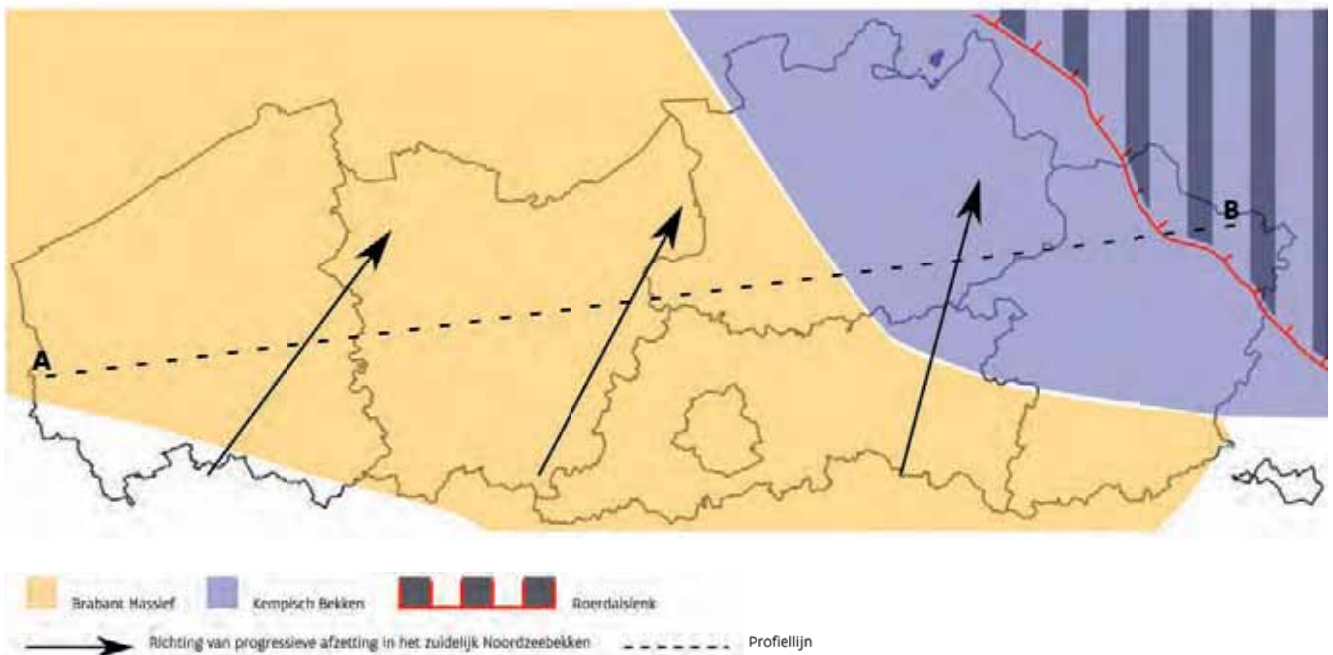 B
A
Brabant Massief Kempisch Bekken Roerdalslenk
Richting van progressieve afzetting in het zuidelijk Noordzeebekken Profiellijn